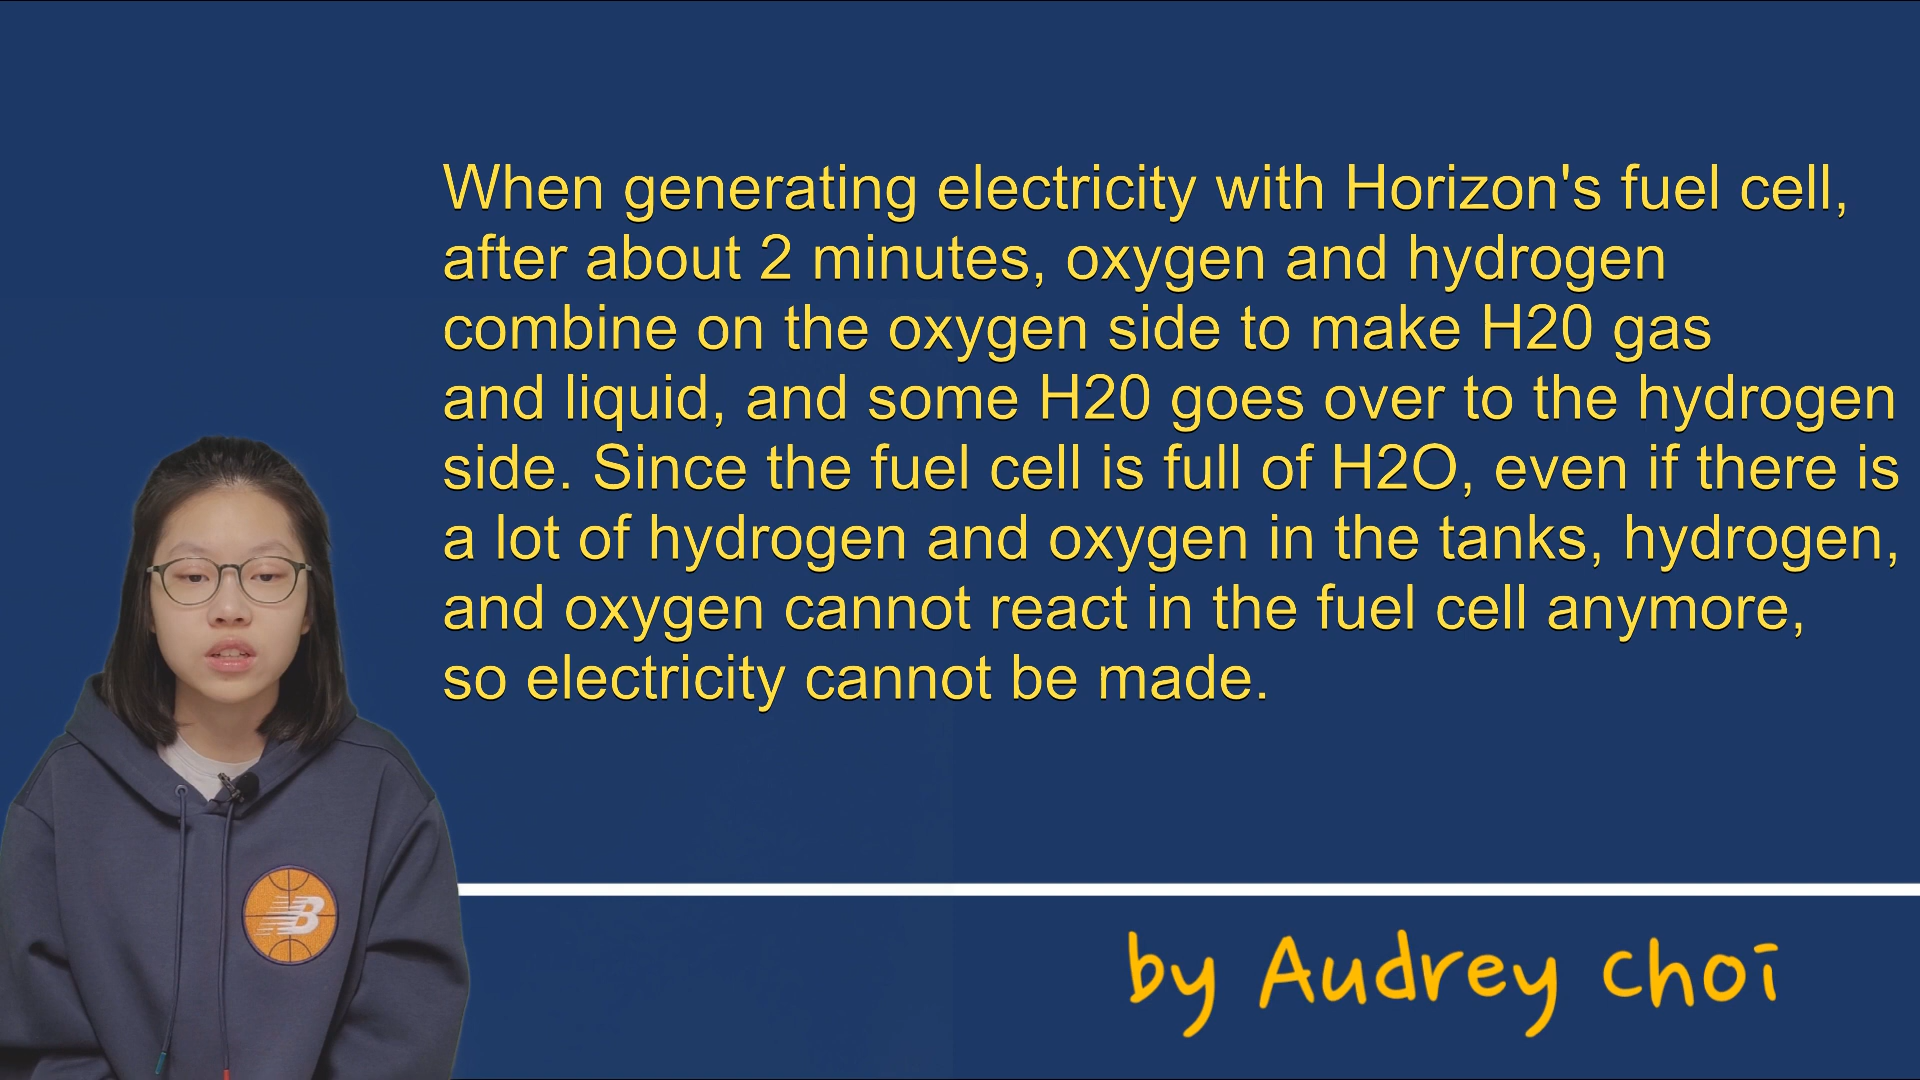 When generating electricity with Horizon's fuel cell,
after about 2 minutes, oxygen and hydrogen
combine on the oxygen side to make H20 gas
and liquid, and some H20 goes over to the hydrogen
side. Since the fuel cell is full of H2O, even if there is
a lot of hydrogen and oxygen in the tanks, hydrogen,
and oxygen cannot react in the fuel cell anymore,
so electricity cannot be made.
B
by Audrey Choi